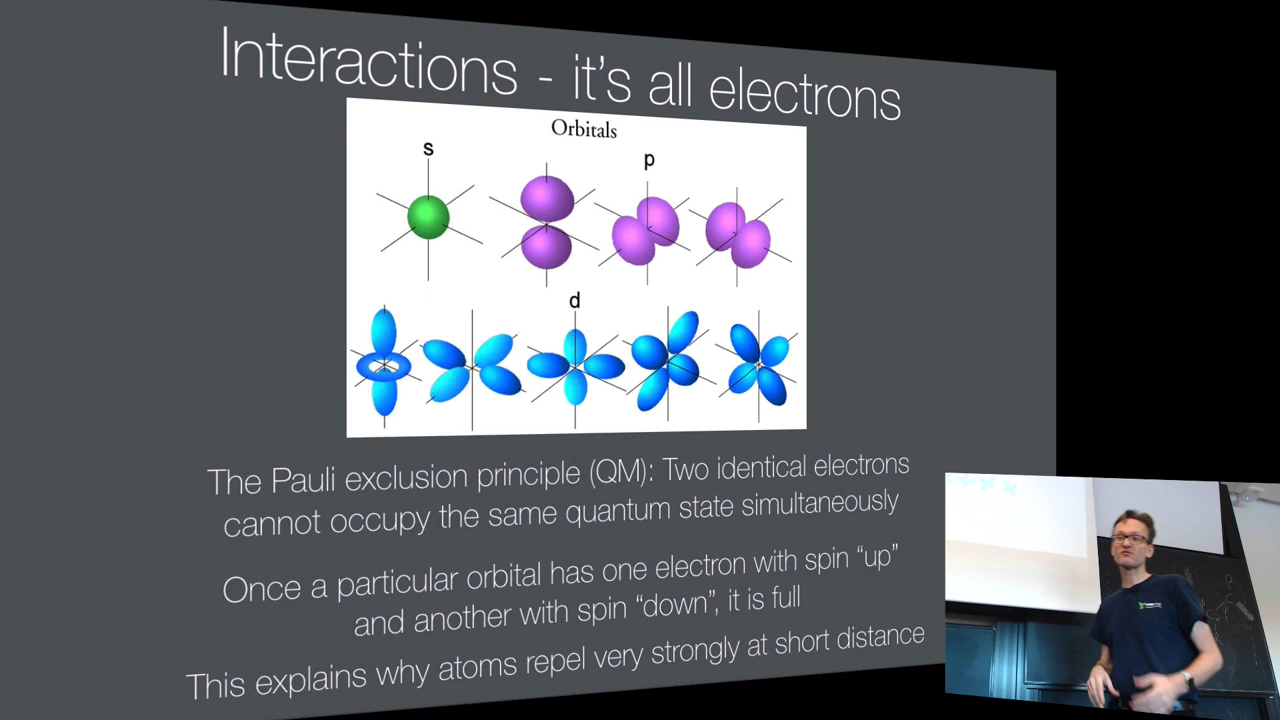 Interactions - it's all electrons
Orbitals
s
p
d
The Pauli exclusion principle (QM): Two identical electrons
cannot occupy the same quantum state simultaneously
Once a particular orbital has one electron with spin “up”
and another with spin “down”, it is full
This explains why atoms repel very strongly at short distance